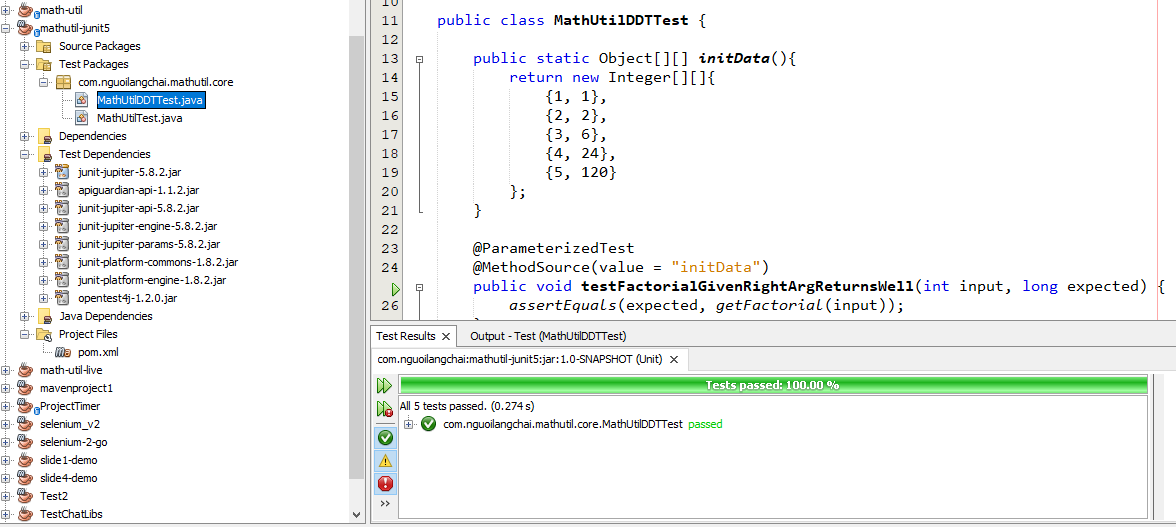 math-util
mathutil-junit5
Source Packages
Test Packages
com.nguoilangchai.mathutil.core
MathUtilDDTTest.java
MathUtilTest.java
Dependencies
Test Dependencies
junit-jupiter-5.8.2.jar
apiguardian-api-1.1.2.jar
junit-jupiter-api-5.8.2.jar
junit-jupiter-engine-5.8.2.jar
junit-jupiter-params-5.8.2.jar
junit-platform-commons-1.8.2.jar
junit-platform-engine-1.8.2.jar
opentest4j-1.2.0.jar
Java Dependencies
Project Files
pom.xml
math-util-live
mavenproject1
ProjectTimer
selenium_v2
selenium-2-go
slide1-demo
slide4-demo
Test2
TestChatLibs
10
11 public class MathUtilDDTTest {
12
13 public static Object[][] initData(){
14 return new Integer[][]{
15 {1, 1},
16 {2, 2},
17 {3, 6},
18 {4, 24},
19 {5, 120}
20 };
21 }
22
23 @ParameterizedTest
24 @MethodSource(value = "initData")
public void testFactorialGivenRightArgReturnsWell(int input, long expected) {
26 assertEquals(expected, getFactorial(input));
Test Results
Output - Test (MathUtilDDTTest)
com.nguoilangchai:mathutil-junit5:jar:1.0-SNAPSHOT (Unit)
Tests passed: 100.00 %
All 5 tests passed. (0.274 s)
com.nguoilangchai.mathutil.core.MathUtilDDTTest passed